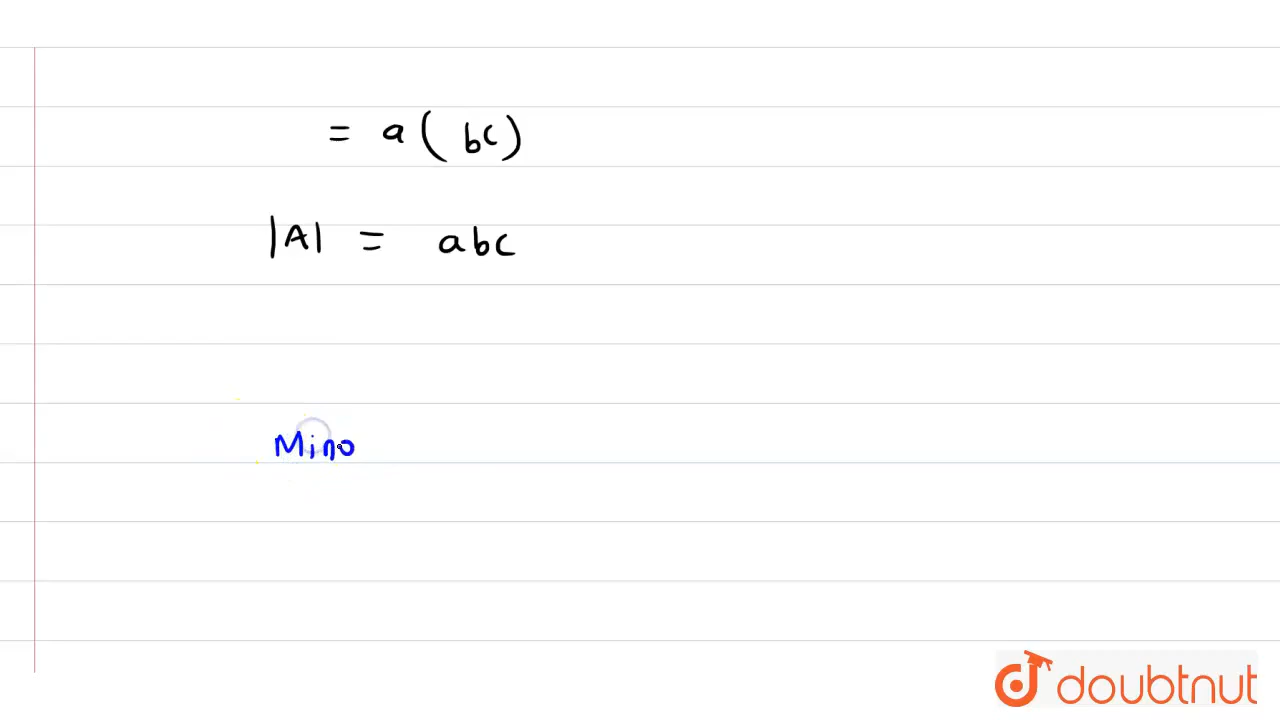 = a ( bc )
|A| = abc
Mino
doubtnut